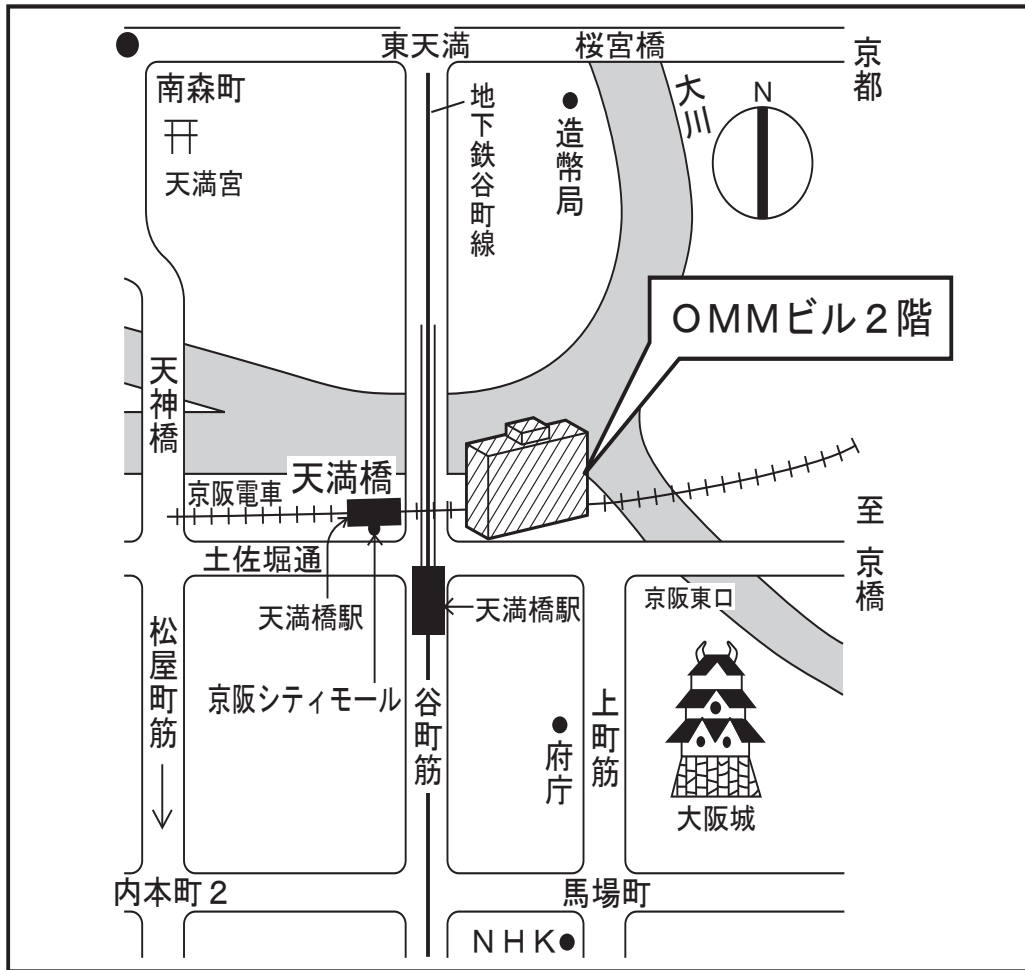 東天満
桜宮橋
京都
南森町
天満宮
地下鉄谷町線
造幣局
大川
N
OMMビル2階
天神橋
京阪電車
天満橋
土佐堀通
至 京橋
天満橋駅
天満橋駅
京阪東口
松屋町筋
京阪シティモール
谷町筋
府庁
上町筋
大阪城
内本町2
馬場町
NHK